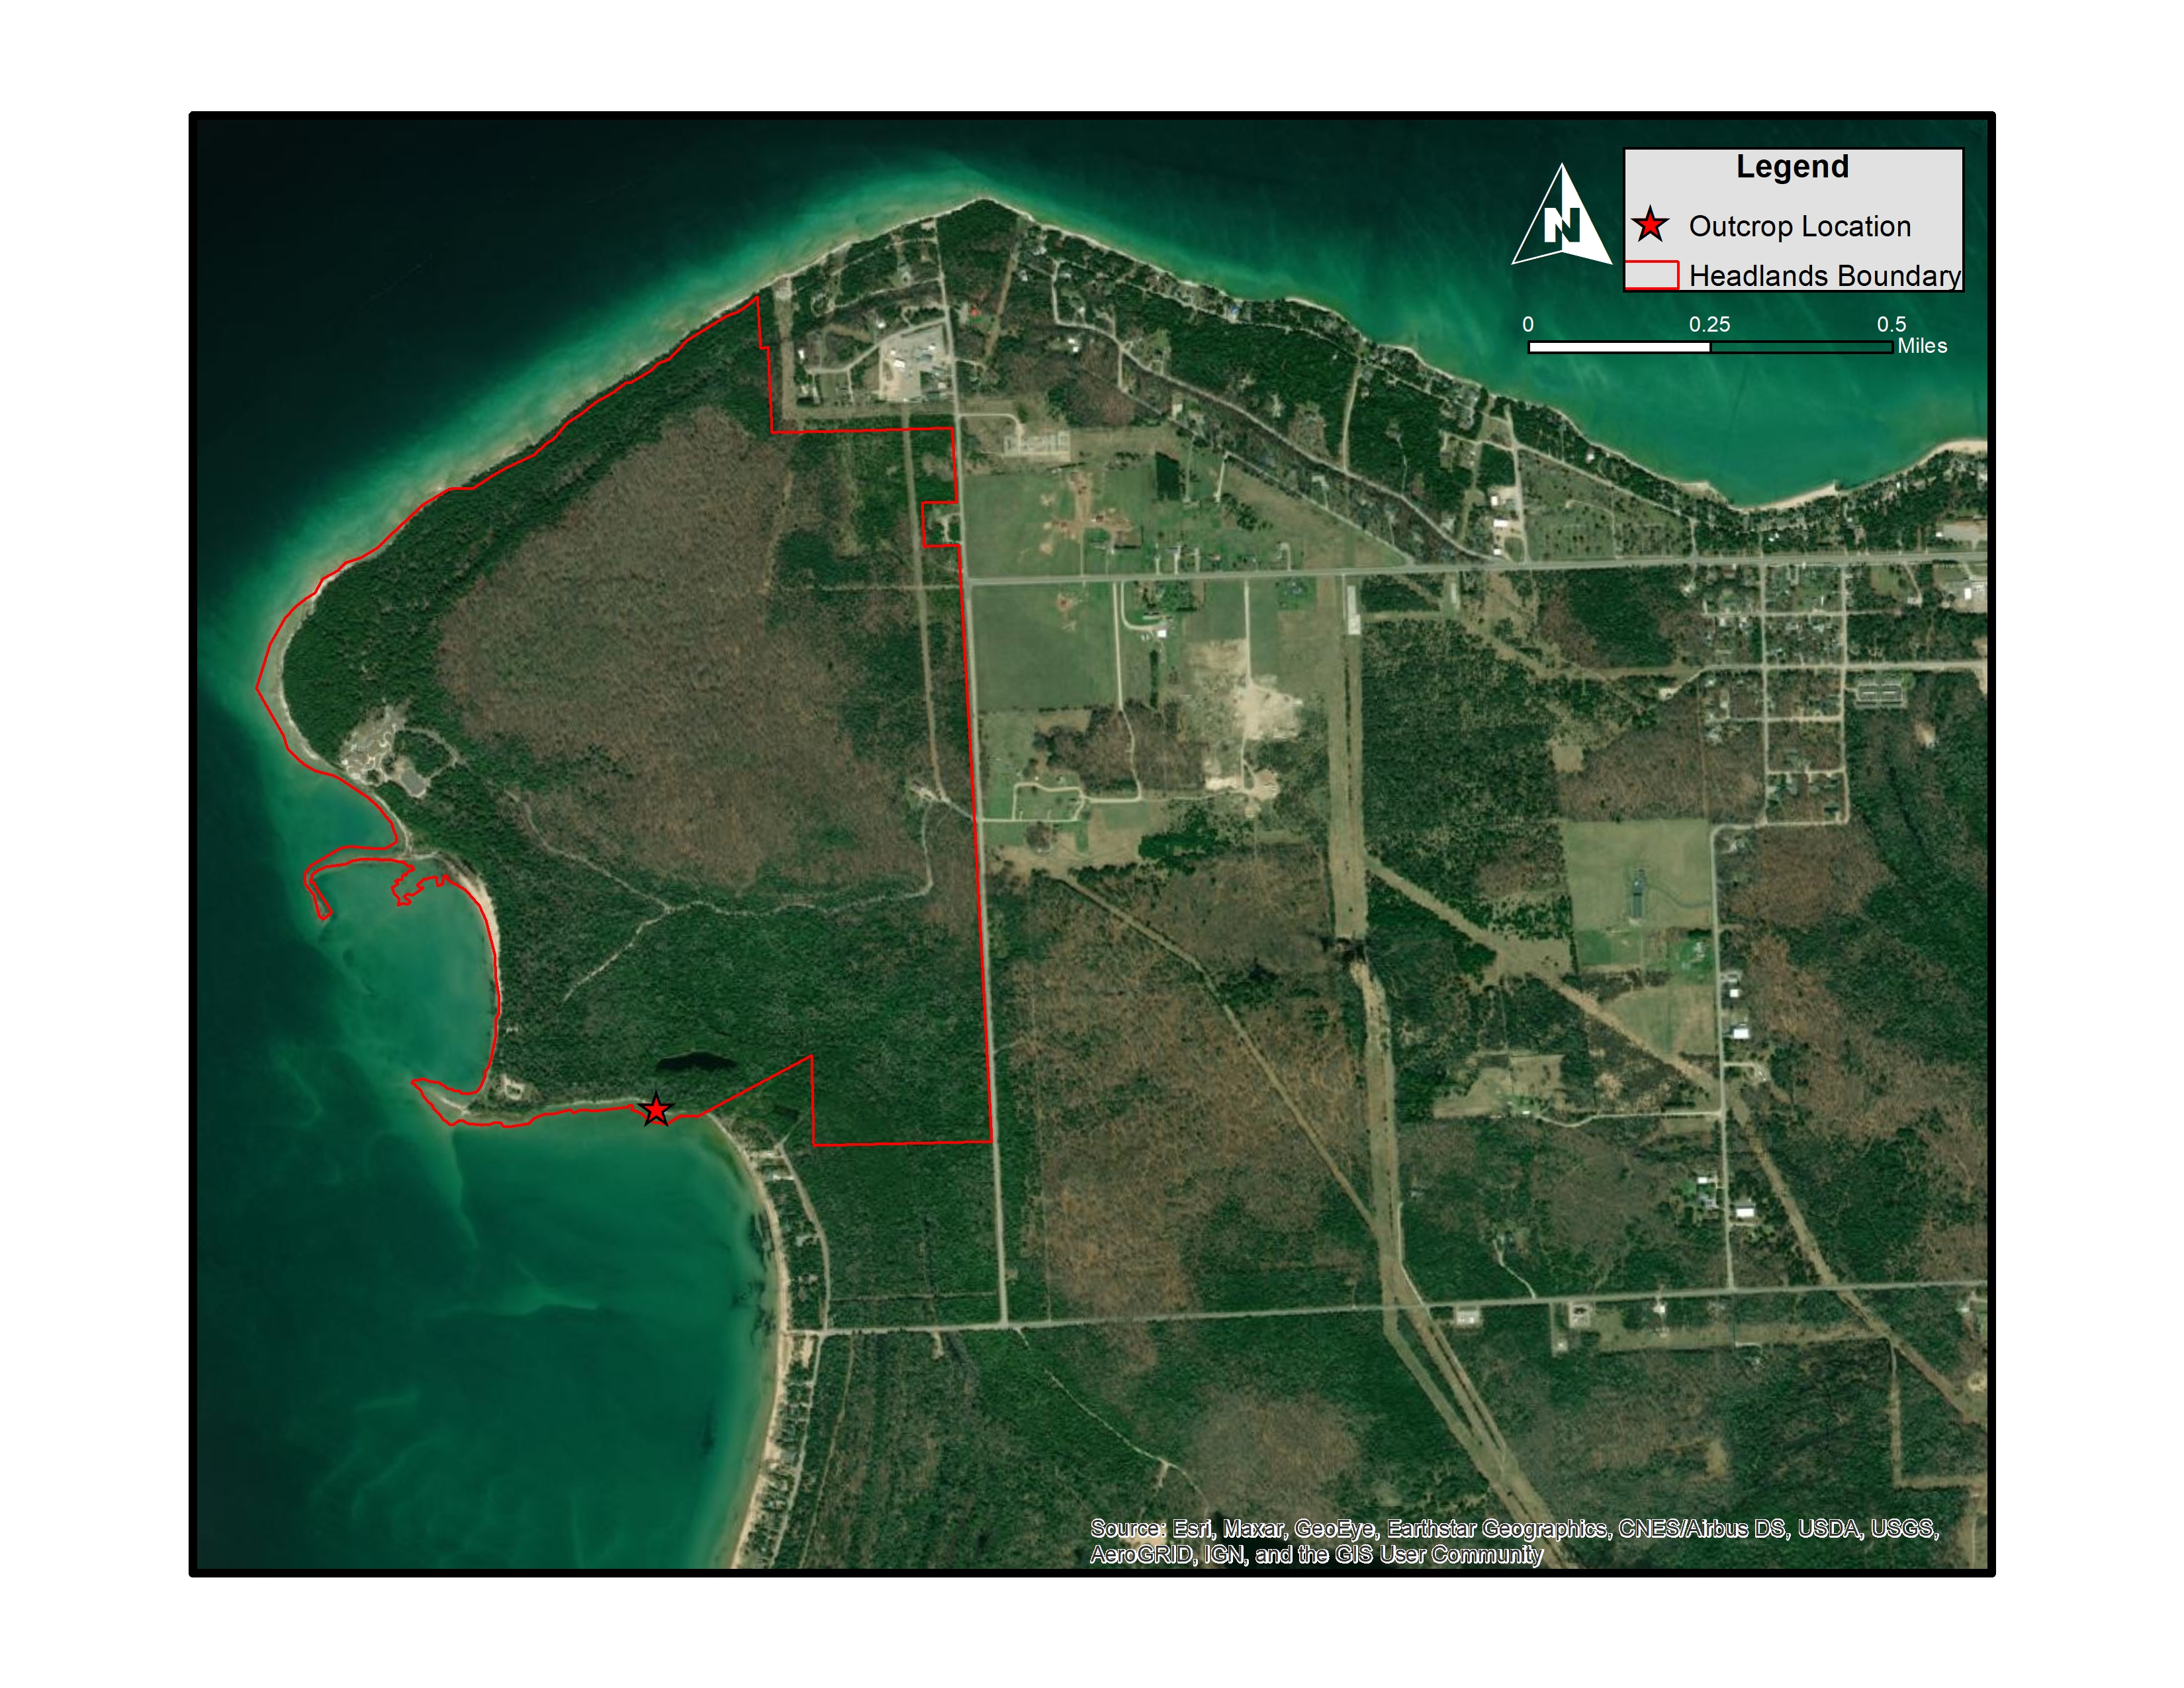 Legend
N
Outcrop Location
Headlands Boundary
0 0.25 0.5
Miles
Source: Esri, Maxar, GeoEye, Earthstar Geographics, CNES/Airbus DS, USDA, USGS,
AeroGRID, IGN, and the GIS User Community